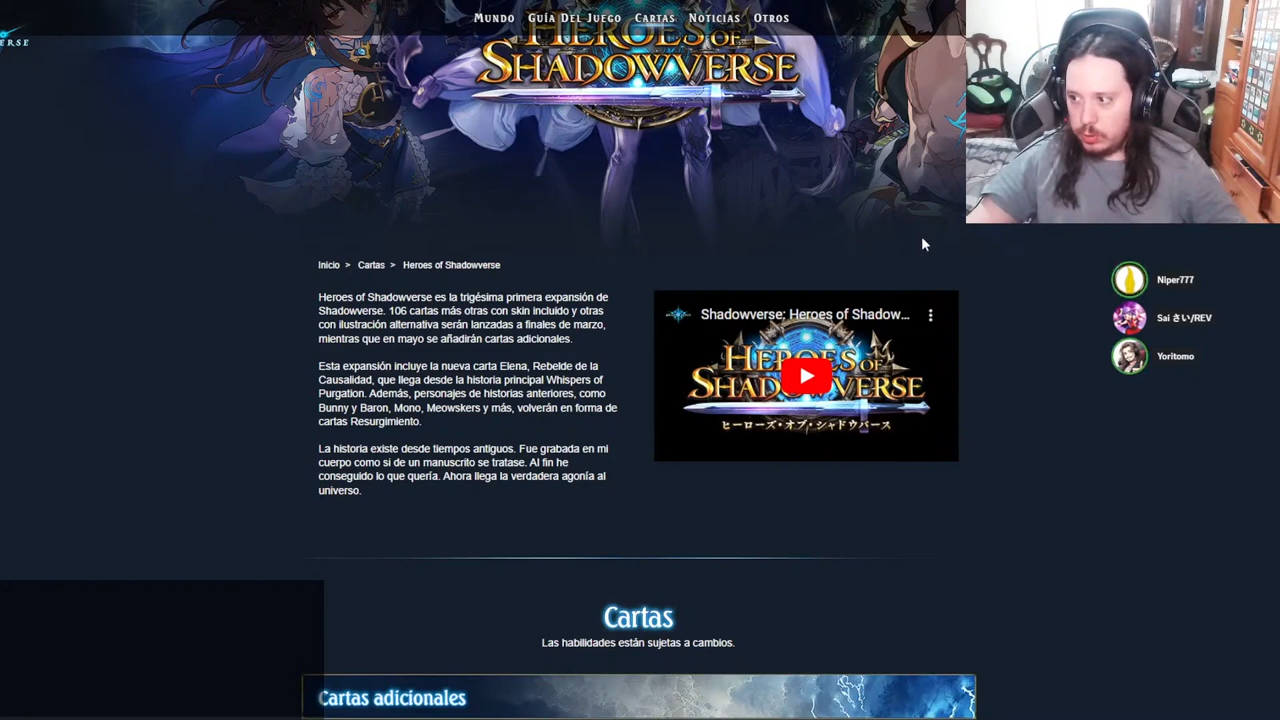 MUNDO GUÍA DEL JUEGO CARTAS NOTICIAS OTROS
ERSE
HEROES OF
SHADOWVERSE
Inicio > Cartas > Heroes of Shadowverse
Heroes of Shadowverse es la trigésima primera expansión de
Shadowverse. 106 cartas más otras con skin incluido y otras
con ilustración alternativa serán lanzadas a finales de marzo,
mientras que en mayo se añadirán cartas adicionales.
Esta expansión incluye la nueva carta Elena, Rebelde de la
Causalidad, que llega desde la historia principal Whispers of
Purgation. Además, personajes de historias anteriores, como
Bunny y Baron, Mono, Meowskers y más, volverán en forma de
cartas Resurgimiento.
La historia existe desde tiempos antiguos. Fue grabada en mi
cuerpo como si de un manuscrito se tratase. Al fin he
conseguido lo que quería. Ahora llega la verdadera agonía al
universo.
Shadowverse: Heroes of Shadow...
HEROES OF
SHADOWVERSE
ヒーローズ・オブ・シャドウバース
Niper777
Sai さい/REV
Yoritomo
Cartas
Las habilidades están sujetas a cambios.
Cartas adicionales